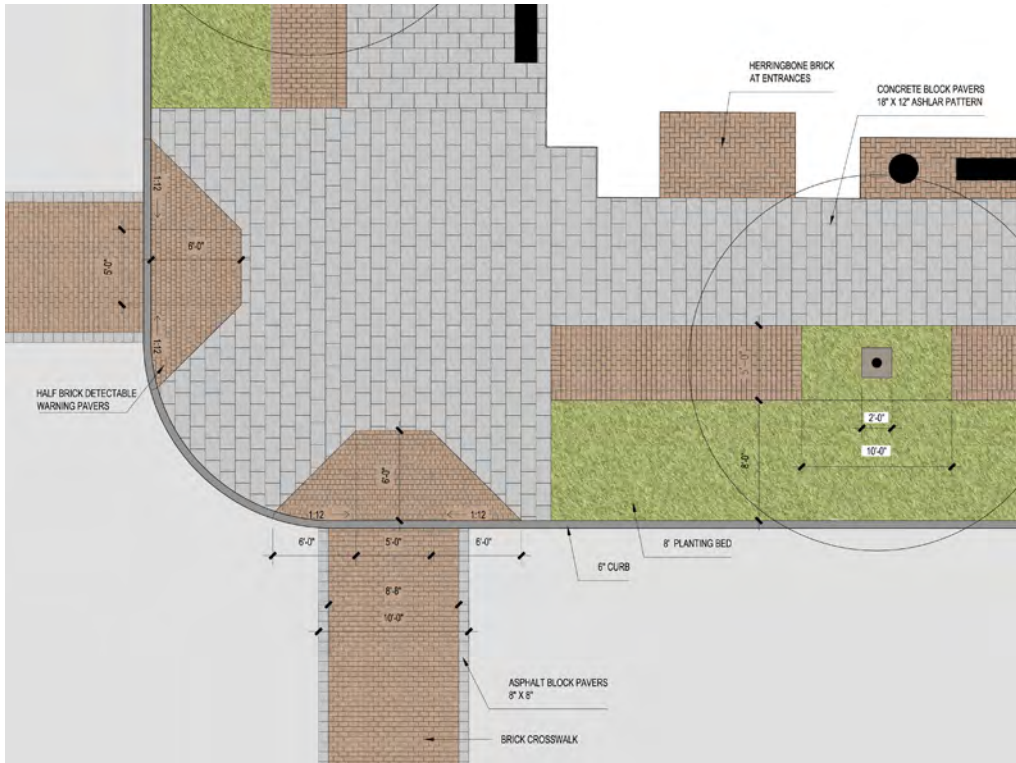 HERRINGBONE BRICK
AT ENTRANCES
CONCRETE BLOCK PAVERS
18" X 12" ASHLAR PATTERN
1:12
6'-0"
5'-0"
1:12
HALF BRICK DETECTABLE
WARNING PAVERS
5'-0"
2'-0"
10'-0"
8'-0"
6'-0"
1:12
1:12
6'-0"
5'-0"
6'-0"
8' PLANTING BED
6" CURB
10'-0"
ASPHALT BLOCK PAVERS
8" X 8"
BRICK CROSSWALK